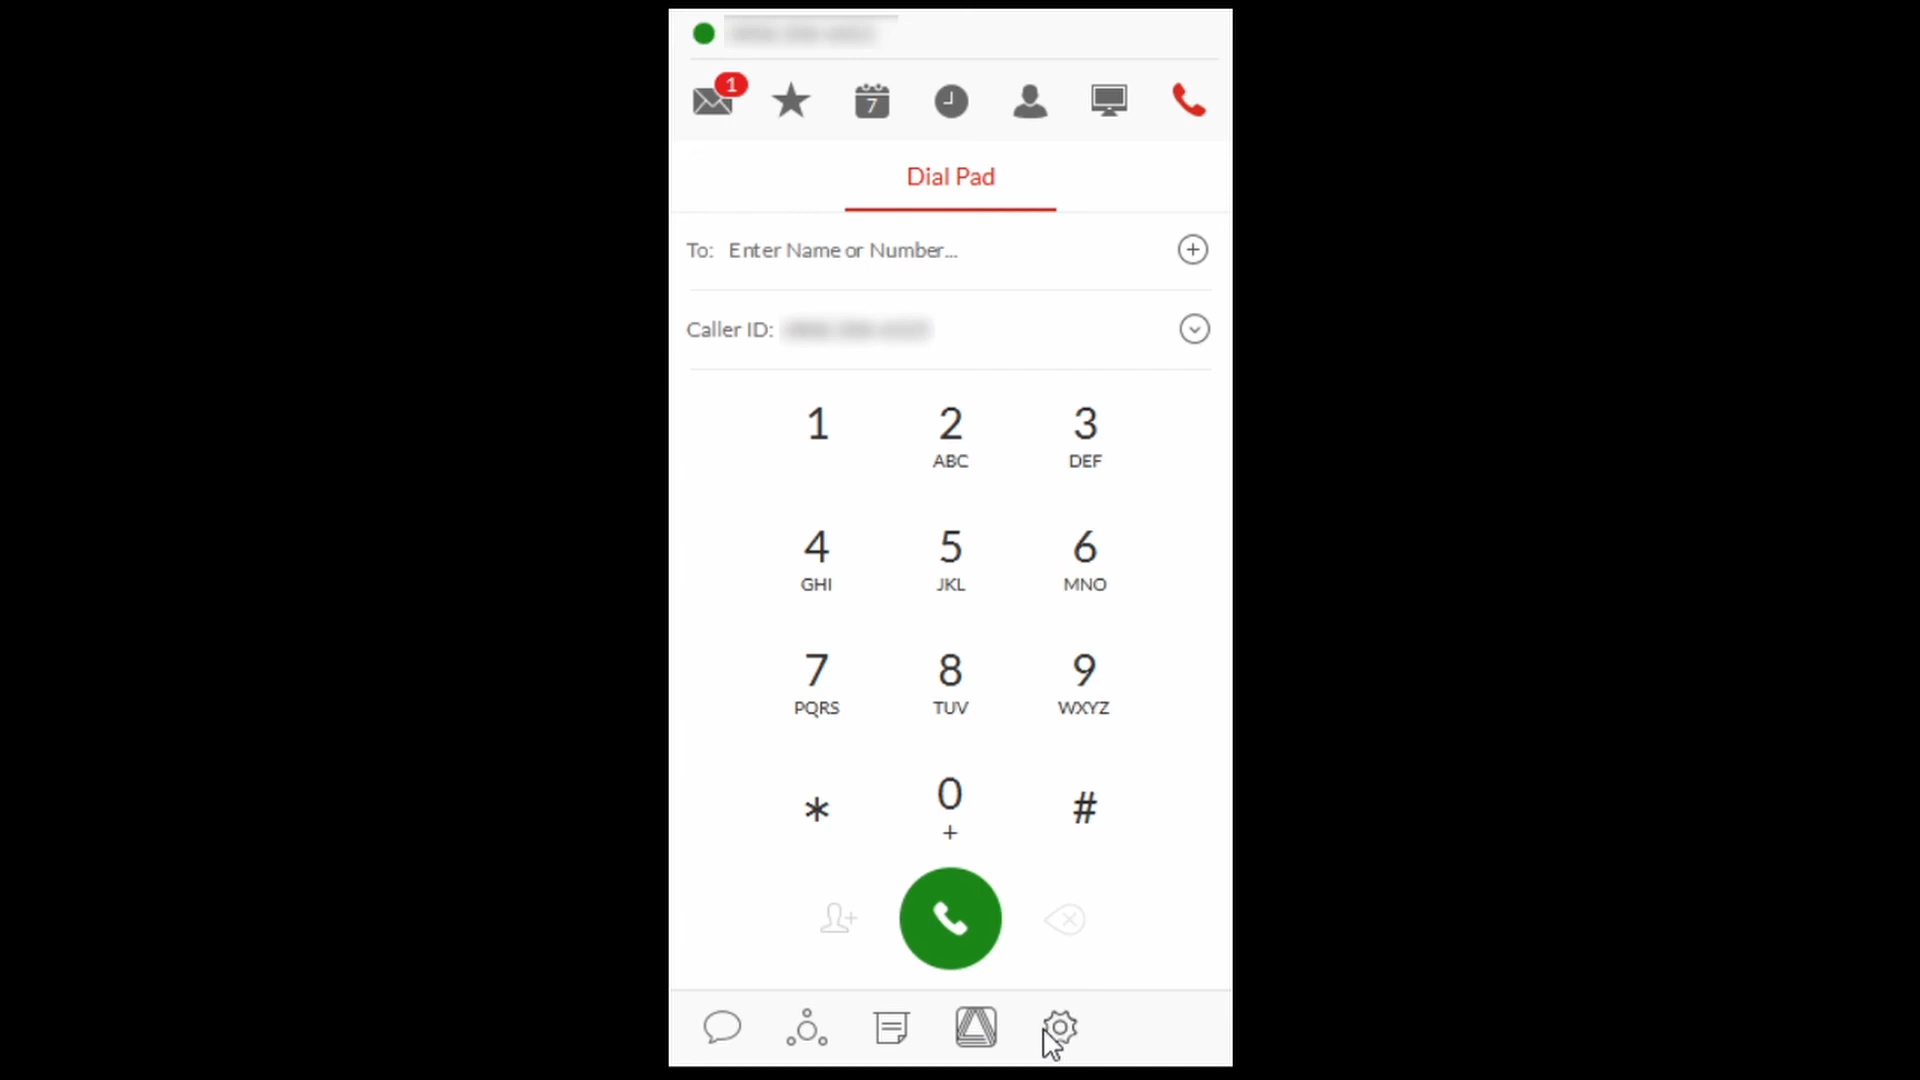 1
7
Dial Pad
To: Enter Name or Number...
Caller ID:
1 2 3
ABC DEF
4 5 6
GHI JKL MNO
7 8 9
PQRS TUV WXYZ
* 0 #
+